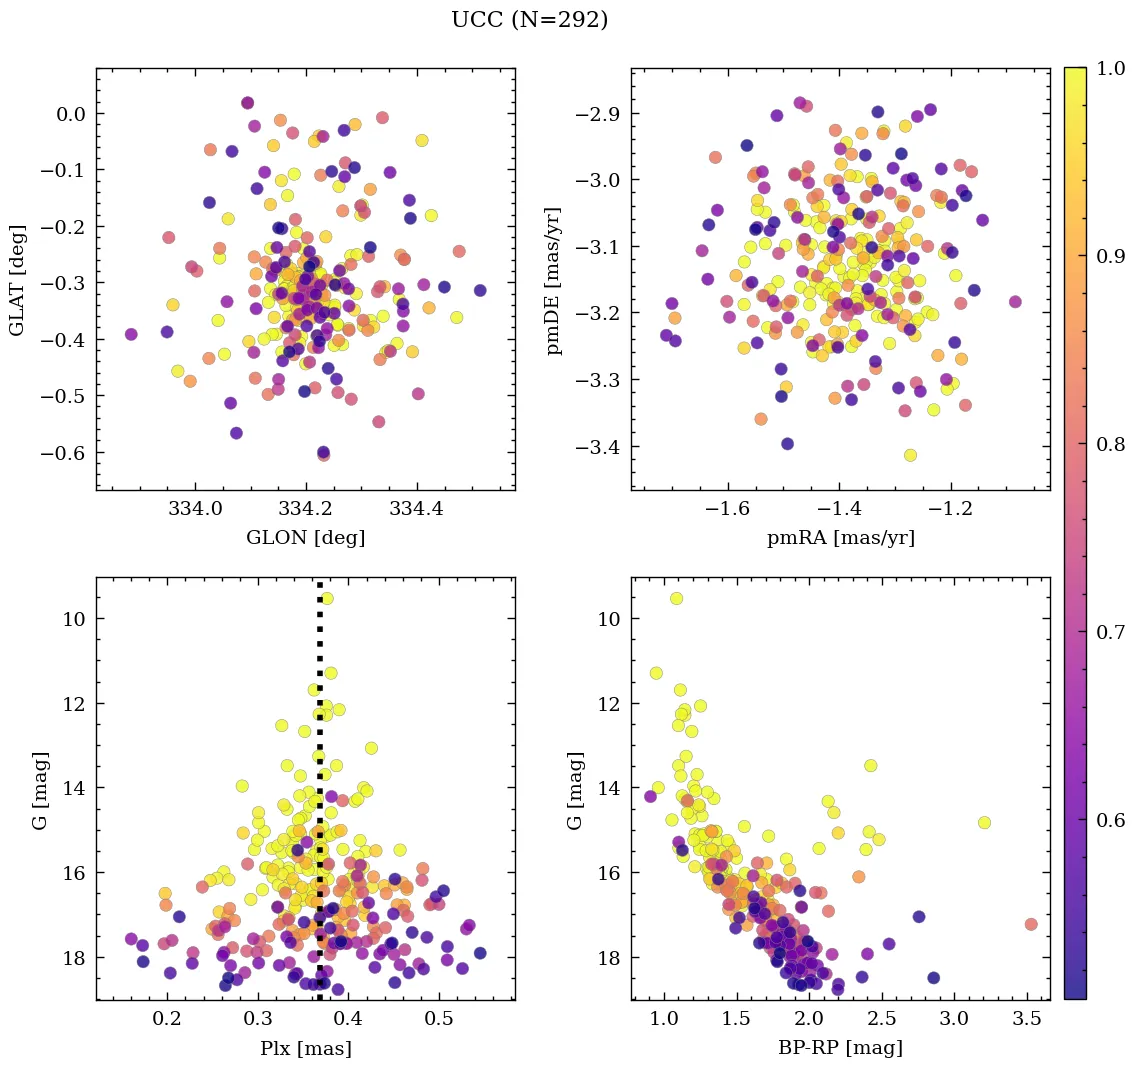 UCC (N=292)
0.0
−0.1
−0.2
−0.3
−0.4
−0.5
−0.6
GLAT [deg]
334.0 334.2 334.4
GLON [deg]
−2.9
−3.0
−3.1
−3.2
−3.3
−3.4
pmDE [mas/yr]
−1.6 −1.4 −1.2
pmRA [mas/yr]
1.0
0.9
0.8
0.7
0.6
10
12
14
16
18
G [mag]
0.2 0.3 0.4 0.5
Plx [mas]
10
12
14
16
18
G [mag]
1.0 1.5 2.0 2.5 3.0 3.5
BP-RP [mag]